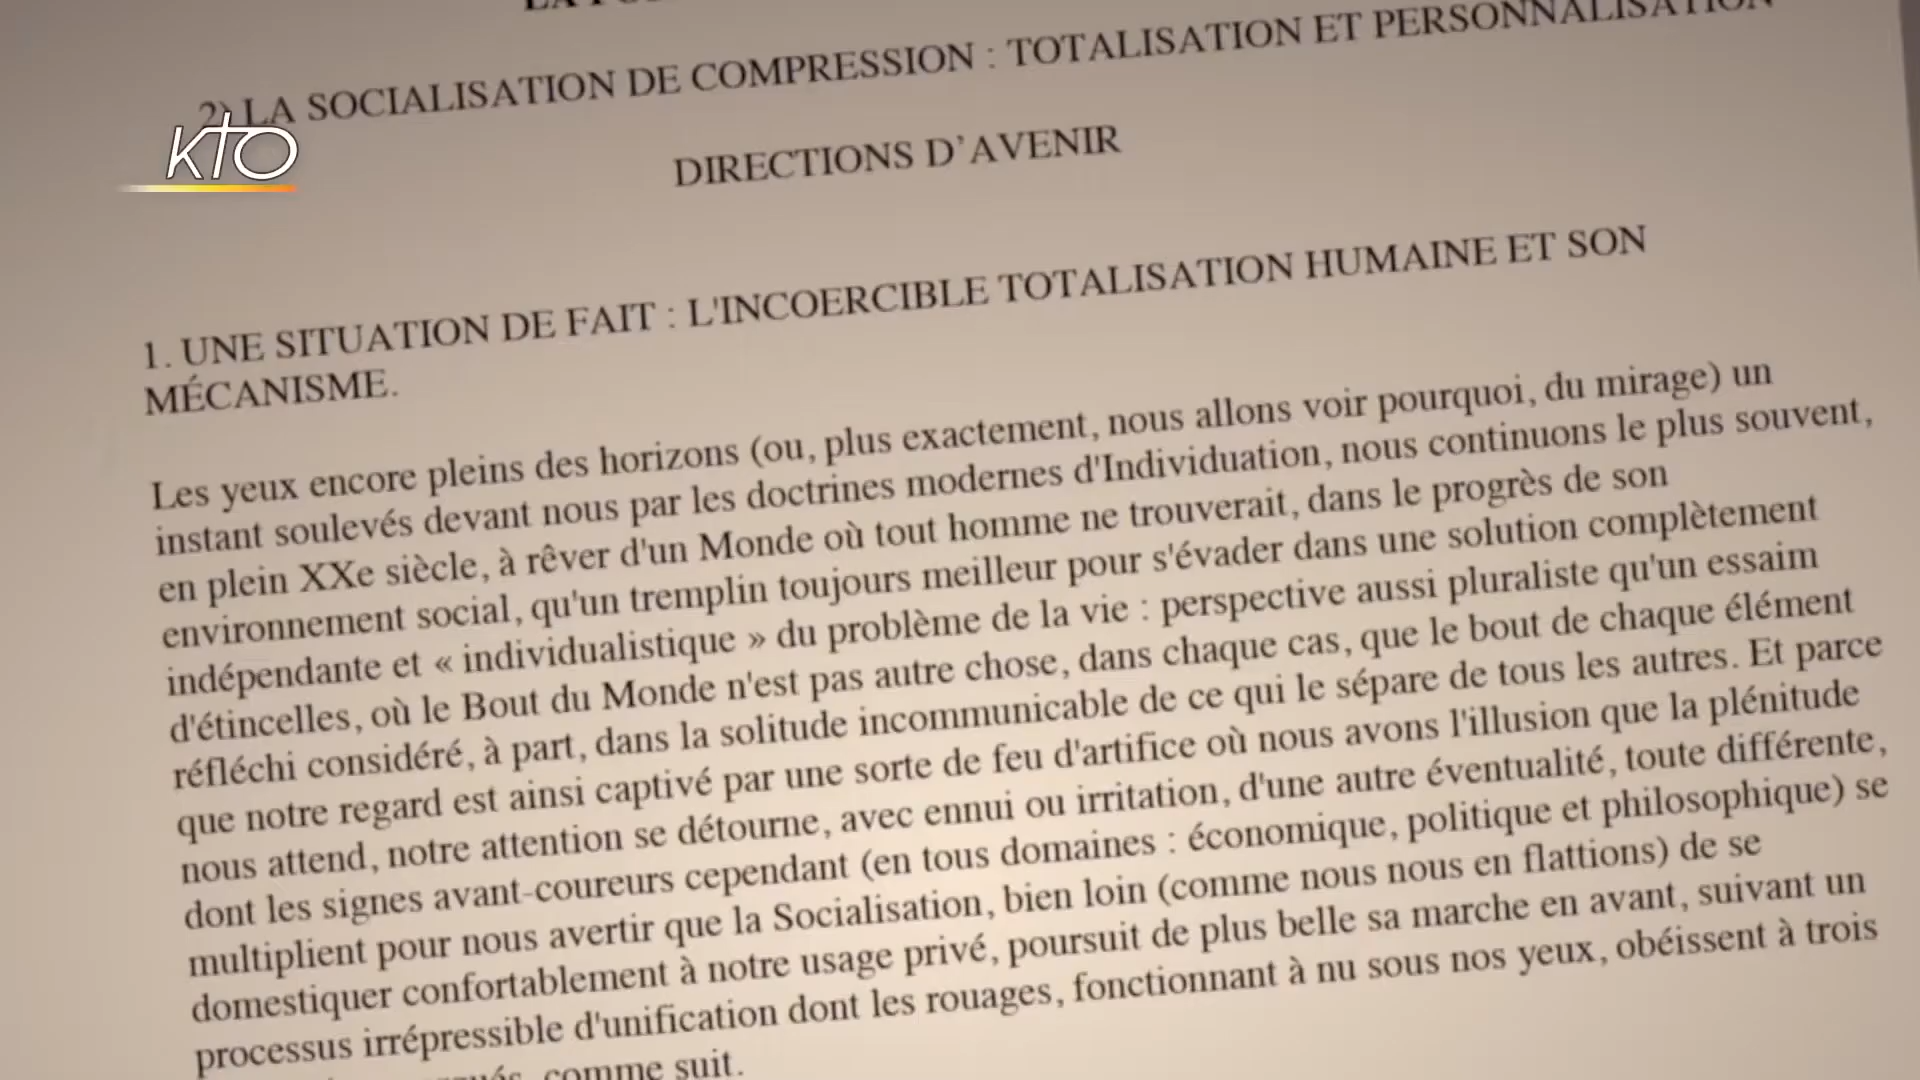 2) LA SOCIALISATION DE COMPRESSION : TOTALISATION ET PERSONNALISATION
KTO
DIRECTIONS D'AVENIR
1. UNE SITUATION DE FAIT : L'INCOERCIBLE TOTALISATION HUMAINE ET SON
MÉCANISME.
Les yeux encore pleins des horizons (ou, plus exactement, nous allons voir pourquoi, du mirage) un
instant soulevés devant nous par les doctrines modernes d'Individuation, nous continuons le plus souvent,
en plein XXe siècle, à rêver d'un Monde où tout homme ne trouverait, dans le progrès de son
environnement social, qu'un tremplin toujours meilleur pour s'évader dans une solution complètement
indépendante et « individualistique » du problème de la vie : perspective aussi pluraliste qu'un essaim
d'étincelles, où le Bout du Monde n'est pas autre chose, dans chaque cas, que le bout de chaque élément
réfléchi considéré, à part, dans la solitude incommunicable de ce qui le sépare de tous les autres. Et parce
que notre regard est ainsi captivé par une sorte de feu d'artifice où nous avons l'illusion que la plénitude
nous attend, notre attention se détourne, avec ennui ou irritation, d'une autre éventualité, toute différente,
dont les signes avant-coureurs cependant (en tous domaines : économique, politique et philosophique) se
multiplient pour nous avertir que la Socialisation, bien loin (comme nous nous en flattions) de se
domestiquer confortablement à notre usage privé, poursuit de plus belle sa marche en avant, suivant un
processus irrépressible d'unification dont les rouages, fonctionnant à nu sous nos yeux, obéissent à trois
comme suit.